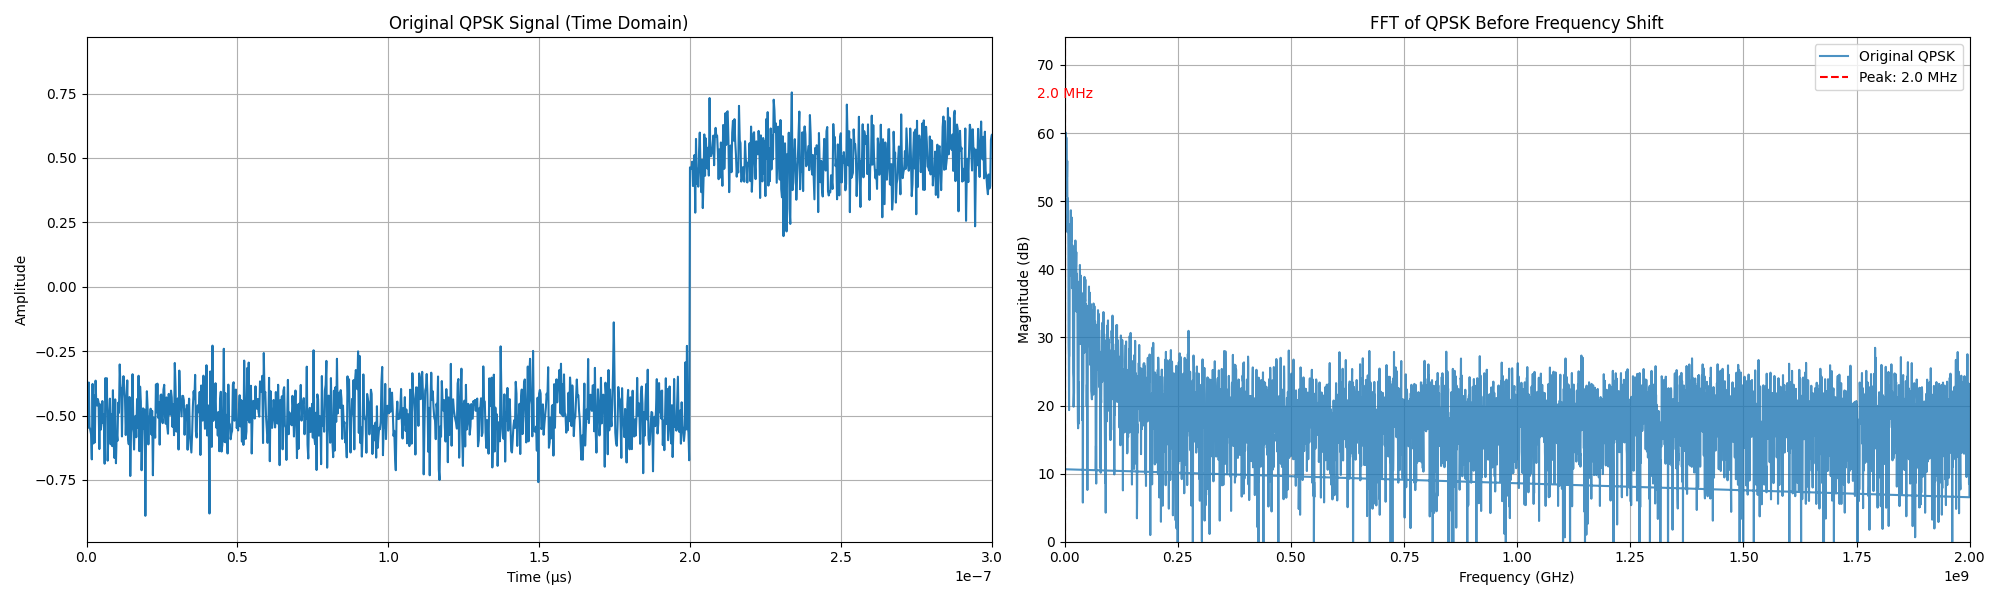 Original QPSK Signal (Time Domain)
Amplitude
0.75
0.50
0.25
0.00
−0.25
−0.50
−0.75
0.0 0.5 1.0 1.5 2.0 2.5 3.0
1e−7
Time (µs)
FFT of QPSK Before Frequency Shift
Original QPSK
Peak: 2.0 MHz
2.0 MHz
Magnitude (dB)
70
60
50
40
30
20
10
0
0.00 0.25 0.50 0.75 1.00 1.25 1.50 1.75 2.00
1e9
Frequency (GHz)